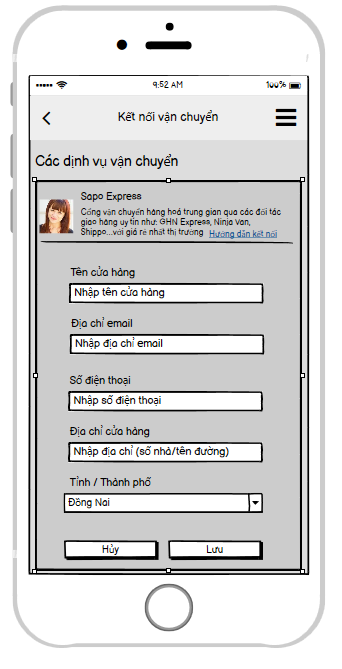 9:52 AM
100%
Kết nối vận chuyển
Các dịnh vụ vận chuyển
Sapo Express
Cổng vận chuyển hàng hoá trung gian qua các đối tác
giao hàng uy tín như: GHN Express, Ninja Van,
Shippo...với giá rẻ nhất thị trường Hướng dẫn kết nối
Tên cửa hàng
Nhập tên cửa hàng
Địa chỉ email
Nhập địa chỉ email
Số điện thoại
Nhập số điện thoại
Địa chỉ cửa hàng
Nhập địa chỉ (số nhà/tên đường)
Tỉnh / Thành phố
Đồng Nai
Hủy
Lưu